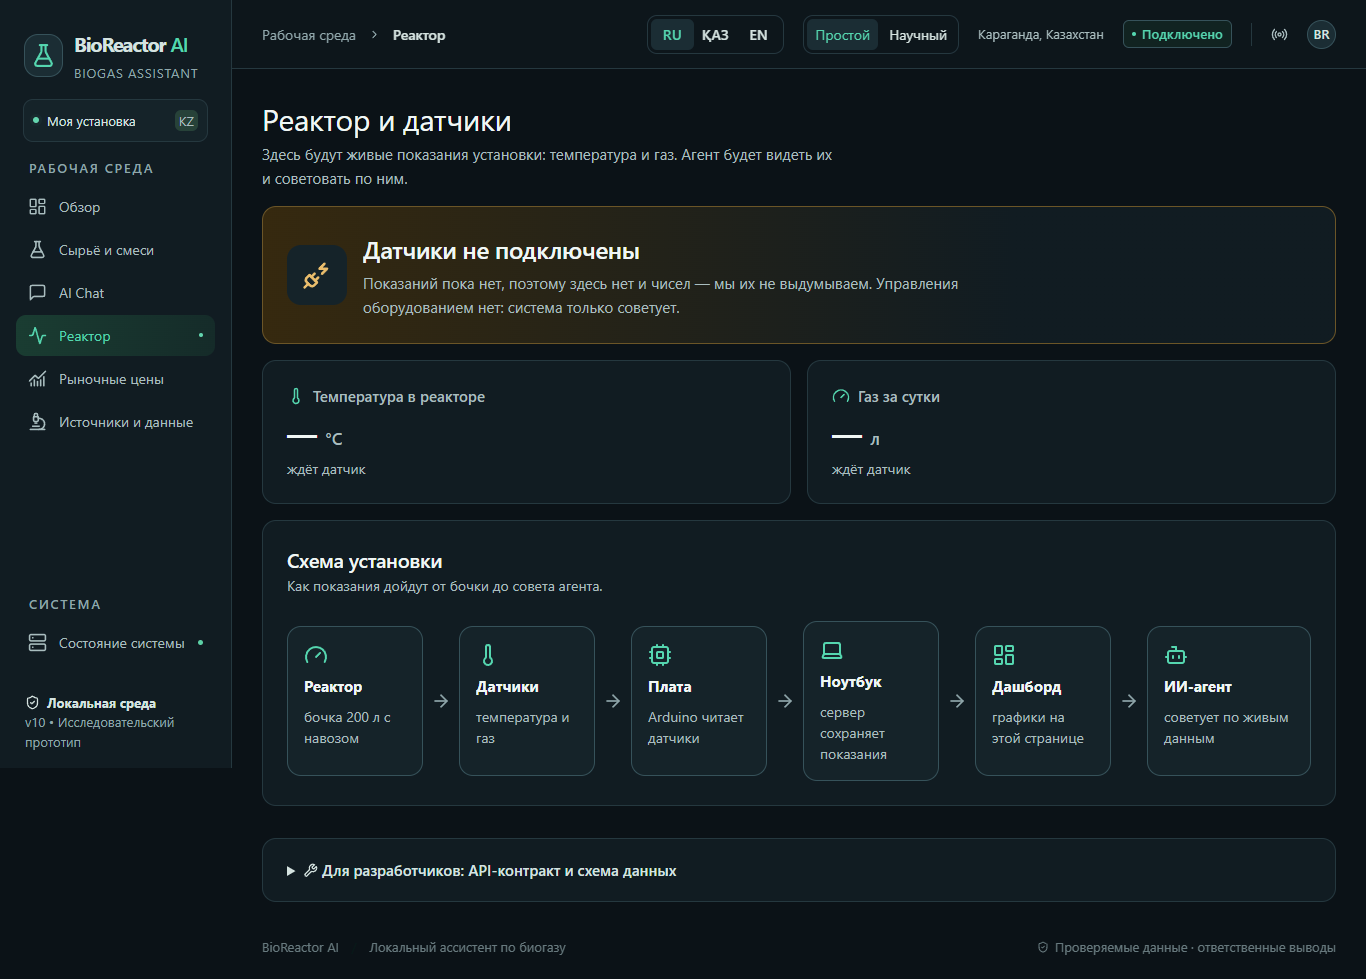 BioReactor AI
BIOGAS ASSISTANT
Моя установка
KZ
РАБОЧАЯ СРЕДА
Обзор
Сырьё и смеси
AI Chat
Реактор
Рыночные цены
Источники и данные
СИСТЕМА
Состояние системы
Локальная среда
v10 • Исследовательский
прототип
Рабочая среда
Реактор
RU
ҚАЗ
EN
Простой
Научный
Караганда, Казахстан
Подключено
BR
Реактор и датчики
Здесь будут живые показания установки: температура и газ. Агент будет видеть их
и советовать по ним.
Датчики не подключены
Показаний пока нет, поэтому здесь нет и чисел — мы их не выдумываем. Управления
оборудованием нет: система только советует.
Температура в реакторе
— °C
ждёт датчик
Газ за сутки
— л
ждёт датчик
Схема установки
Как показания дойдут от бочки до совета агента.
Реактор
бочка 200 л с
навозом
Датчики
температура и
газ
Плата
Arduino читает
датчики
Ноутбук
сервер
сохраняет
показания
Дашборд
графики на
этой странице
ИИ-агент
советует по живым
данным
Для разработчиков: API-контракт и схема данных
BioReactor AI
Локальный ассистент по биогазу
Проверяемые данные · ответственные выводы